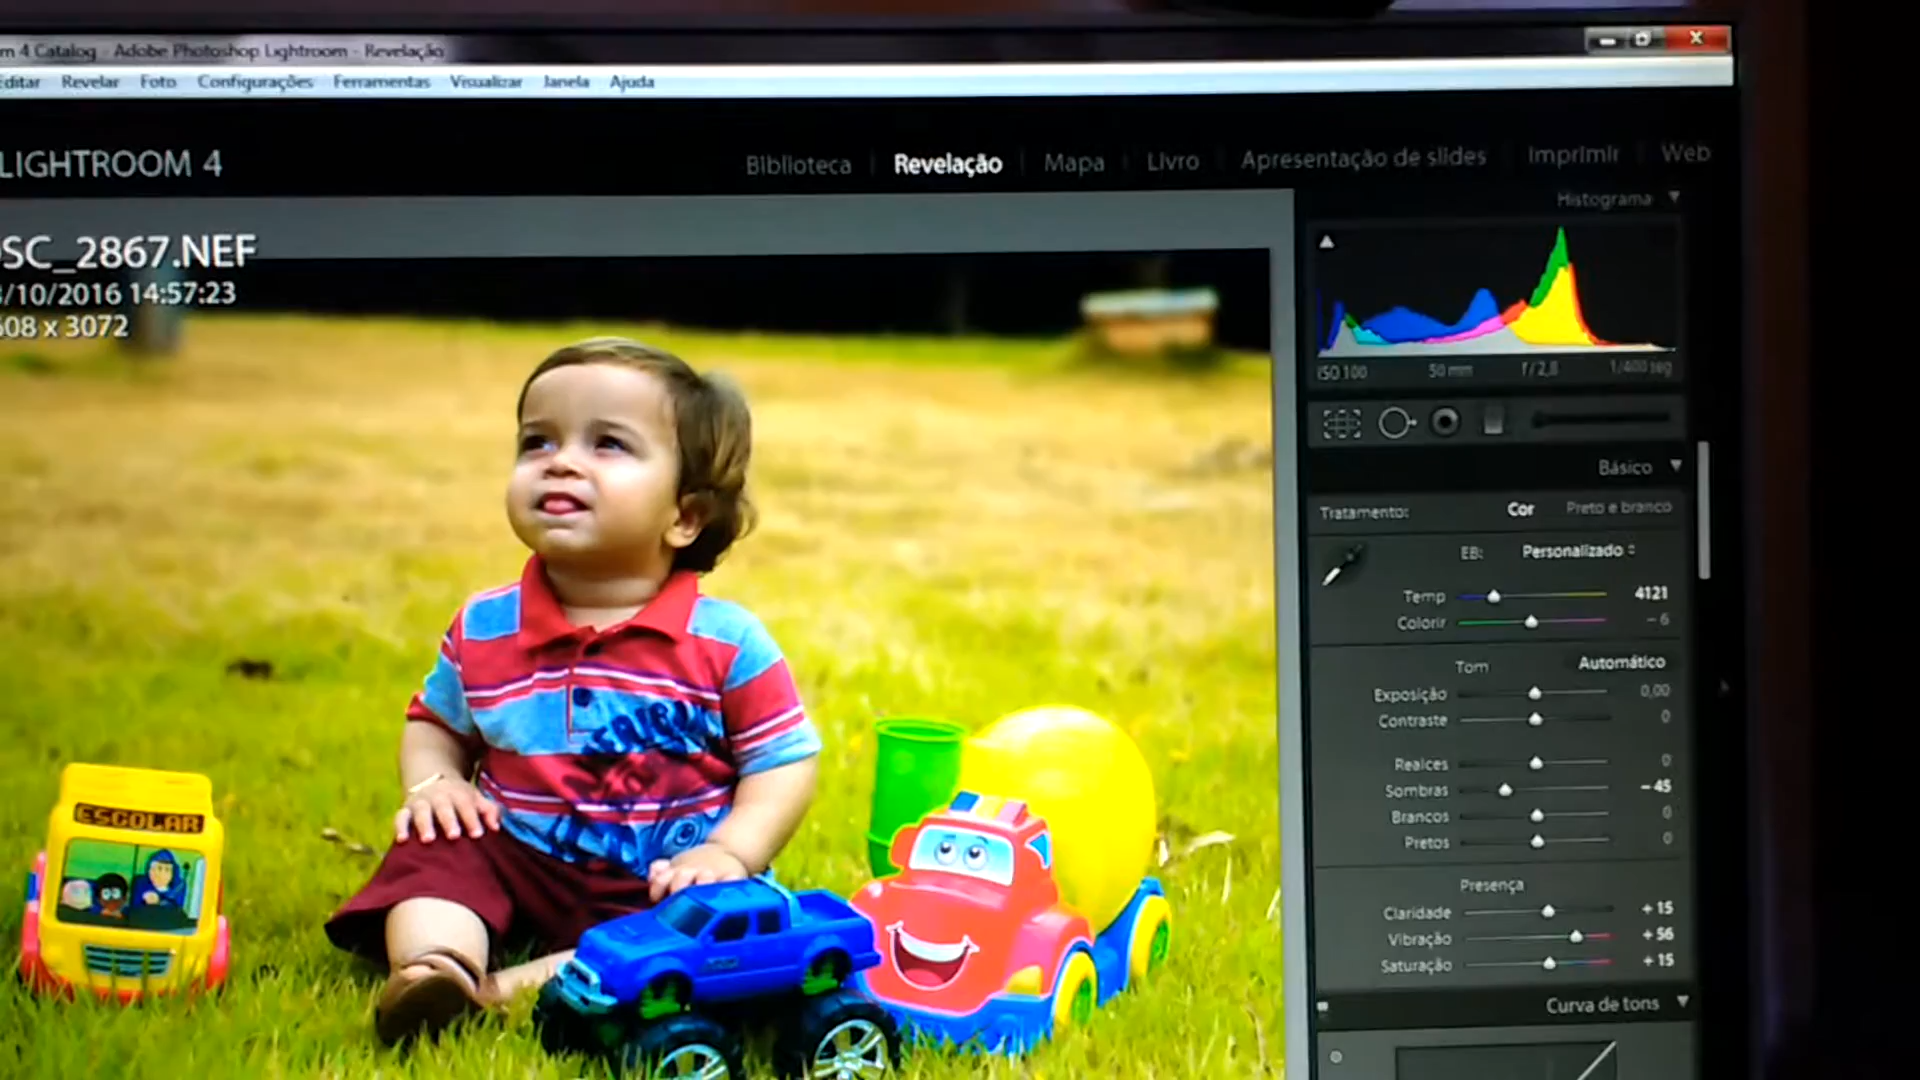 m 4 Catalog - Adobe Photoshop Lightroom - Revelação
Editar Revelar Foto Configurações Ferramentas Visualizar Janela Ajuda
LIGHTROOM 4
Biblioteca | Revelação | Mapa | Livro | Apresentação de slides | Imprimir | Web
Histograma
SC_2867.NEF
/10/2016 14:57:23
608 x 3072
ISO 100 50 mm f / 2,8 1/400 seg
Básico
Tratamento: Cor Preto e branco
EB: Personalizado
Temp 4121
Colorir - 6
Tom Automático
Exposição 0,00
Contraste 0
Realces 0
Sombras - 45
Brancos 0
Pretos 0
Presença
Claridade + 15
Vibração + 56
Saturação + 15
Curva de tons
ESCOLAR